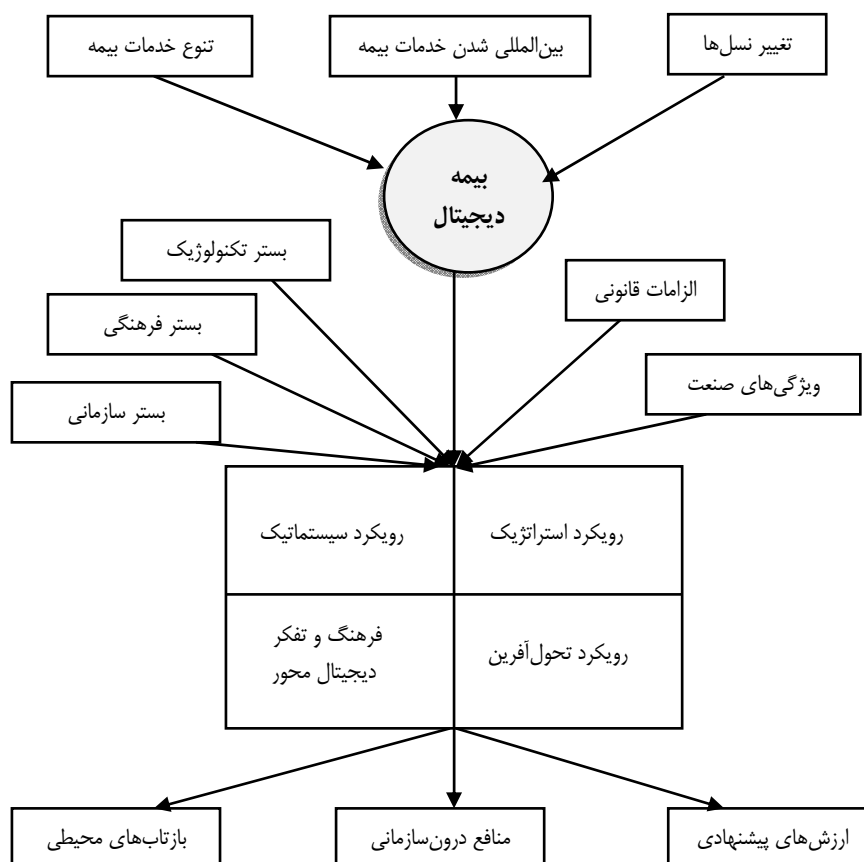 تغییر نسل‌ها
بین‌المللی شدن خدمات بیمه
تنوع خدمات بیمه
بیمه
دیجیتال
بستر تکنولوژیک
الزامات قانونی
بستر فرهنگی
ویژگی‌های صنعت
بستر سازمانی
رویکرد استراتژیک
رویکرد سیستماتیک
رویکرد تحول‌آفرین
فرهنگ و تفکر
دیجیتال محور
ارزش‌های پیشنهادی
منافع درون‌سازمانی
بازتاب‌های محیطی